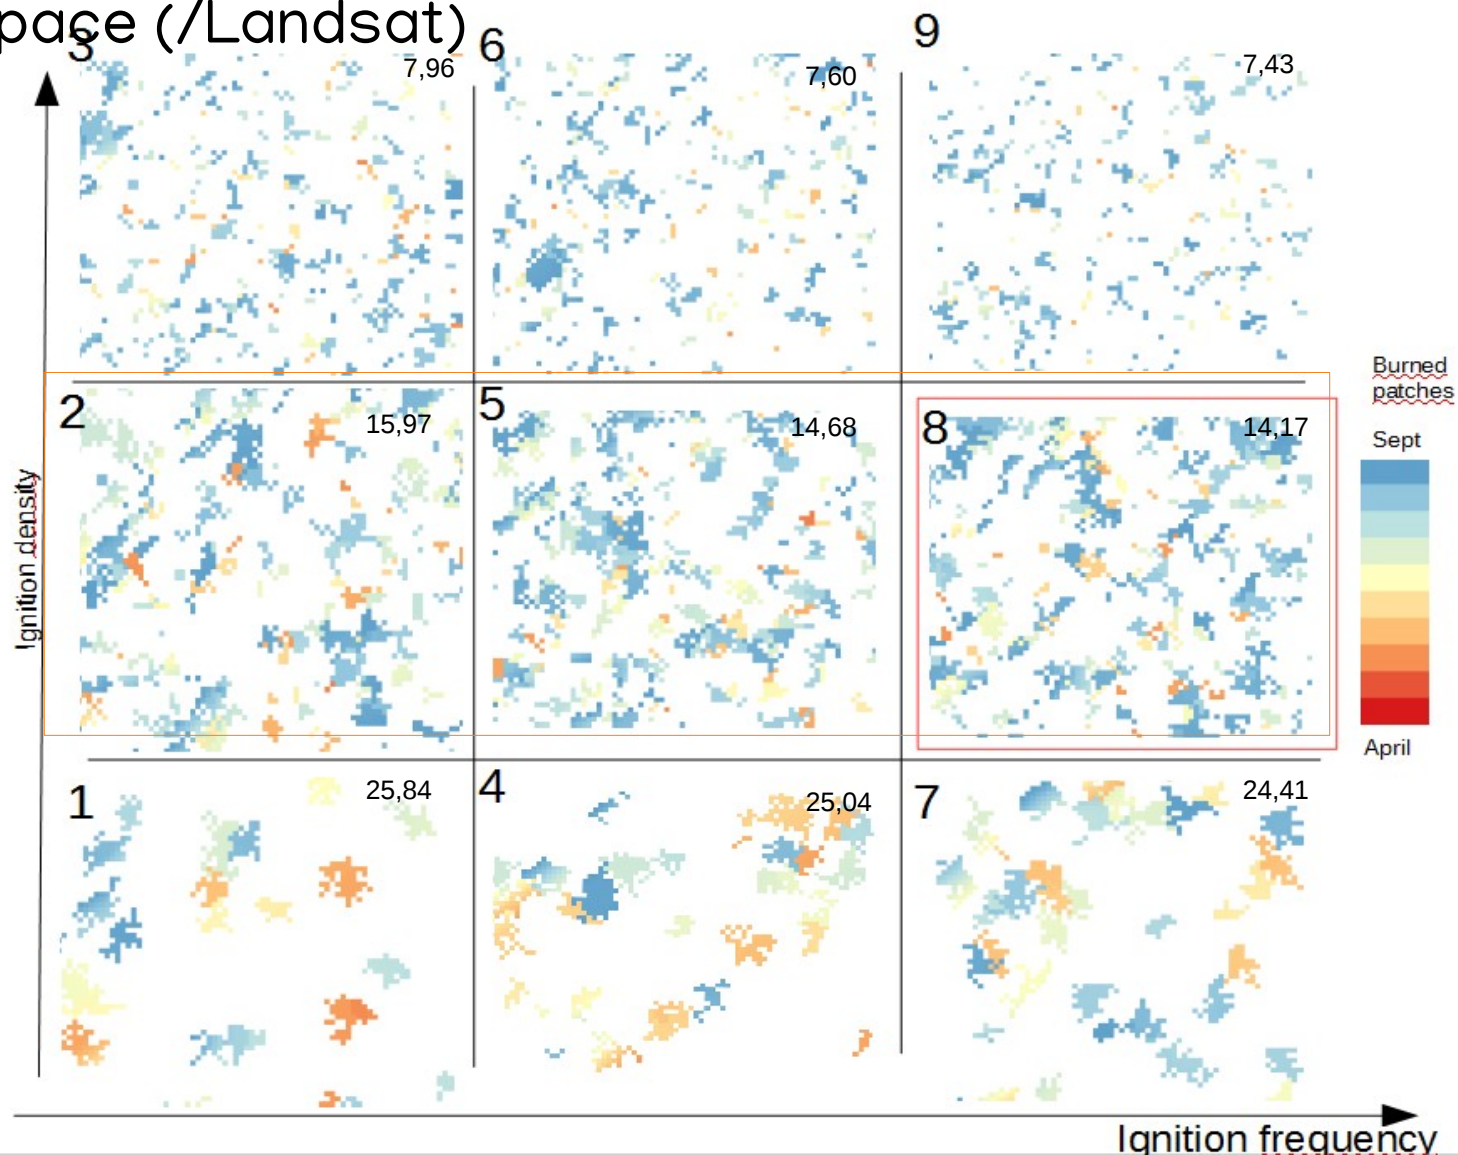 pace (/Landsat)
3
7,96
6
7,60
9
7,43
2
15,97
5
14,68
8
14,17
1
25,84
4
25,04
7
24,41
Ignition density
Ignition frequency
Burned
patches
Sept
April